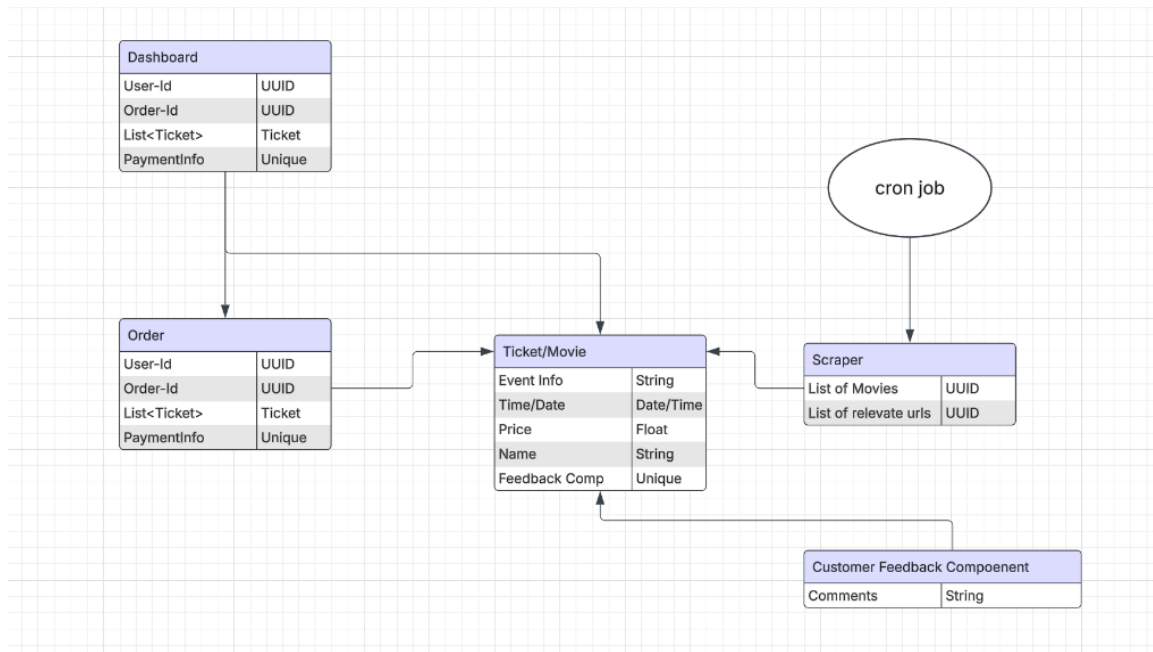 Dashboard
User-Id UUID
Order-Id UUID
List<Ticket> Ticket
PaymentInfo Unique
cron job
Order
User-Id UUID
Order-Id UUID
List<Ticket> Ticket
PaymentInfo Unique
Ticket/Movie
Event Info String
Time/Date Date/Time
Price Float
Name String
Feedback Comp Unique
Scraper
List of Movies UUID
List of relevate urls UUID
Customer Feedback Compoenent
Comments String